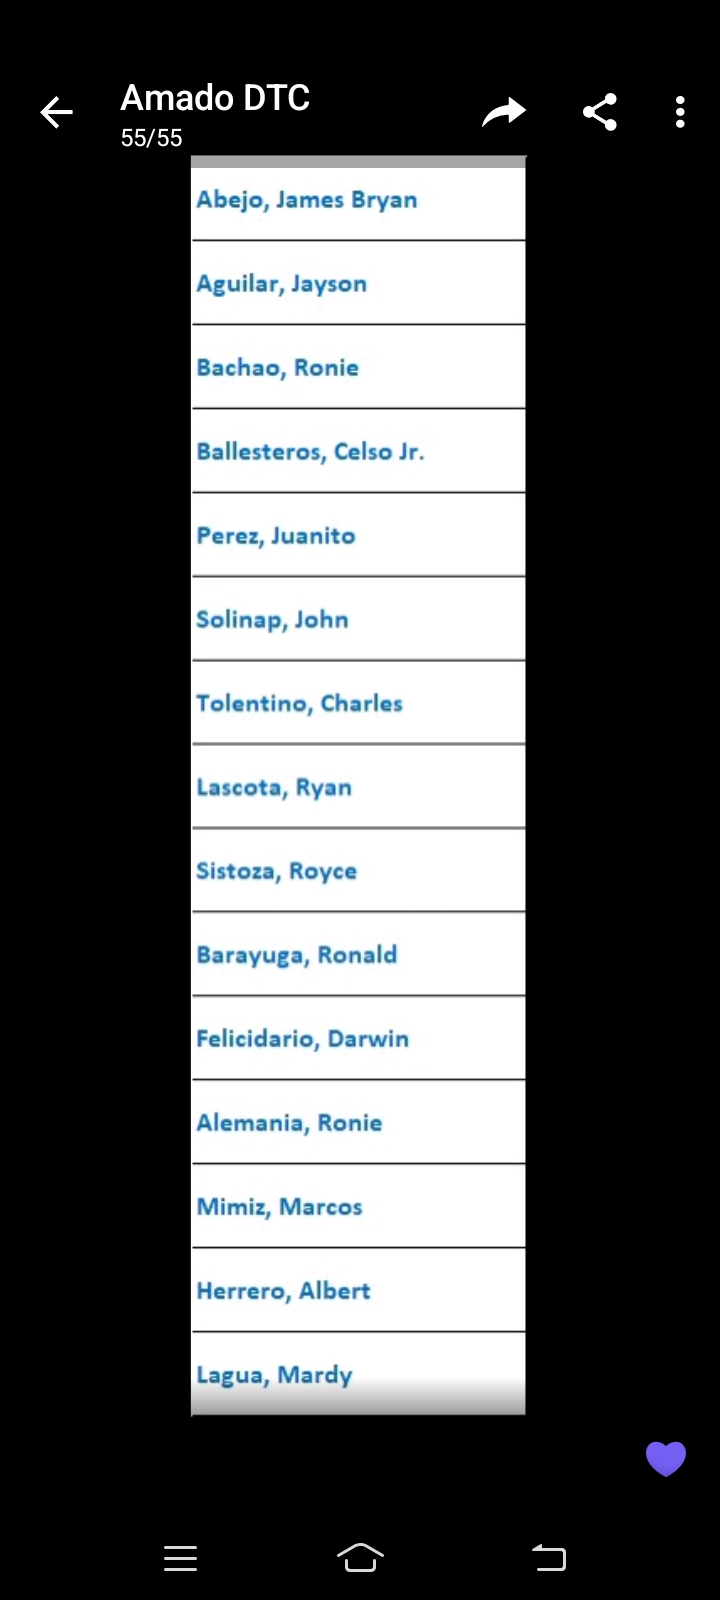 Amado DTC
55/55
Abejo, James Bryan
Aguilar, Jayson
Bachao, Ronie
Ballesteros, Celso Jr.
Perez, Juanito
Solinap, John
Tolentino, Charles
Lascota, Ryan
Sistoza, Royce
Barayuga, Ronald
Felicidario, Darwin
Alemania, Ronie
Mimiz, Marcos
Herrero, Albert
Lagua, Mardy